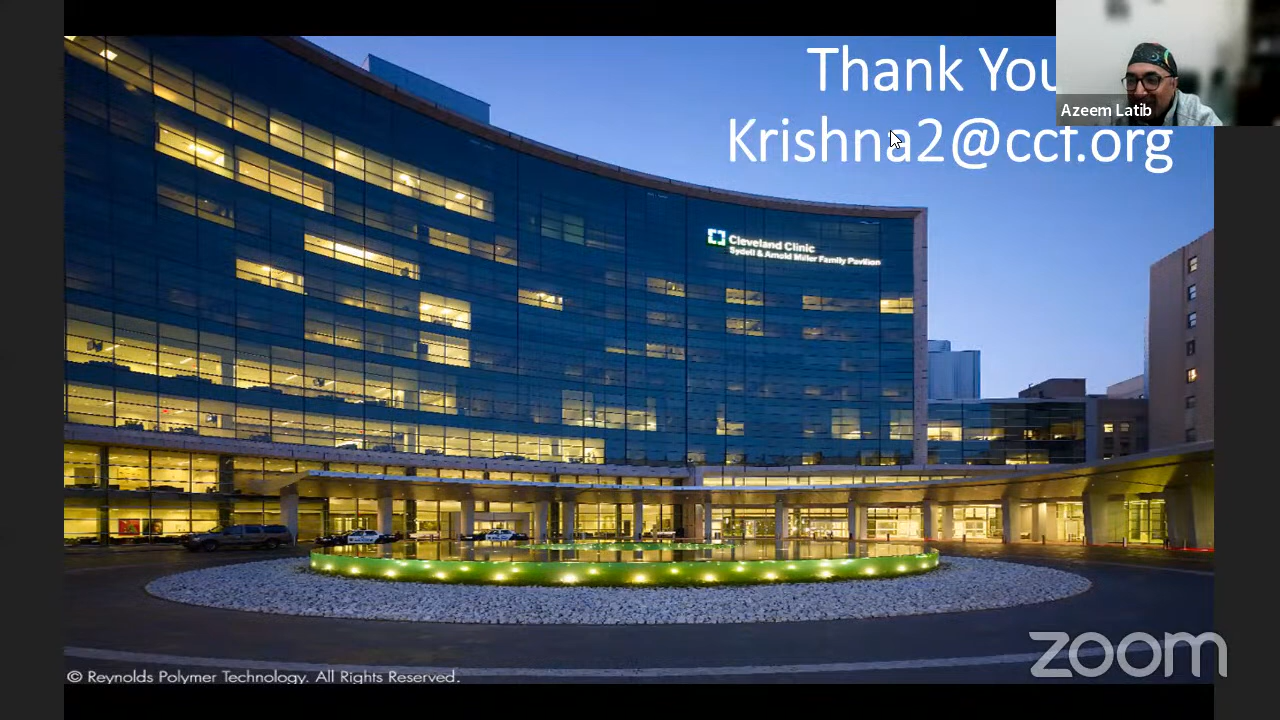 Thank You
Krishna2@ccf.org
Azeem Latib
Cleveland Clinic
Sydell & Arnold Miller Family Pavilion
zoom
© Reynolds Polymer Technology. All Rights Reserved.